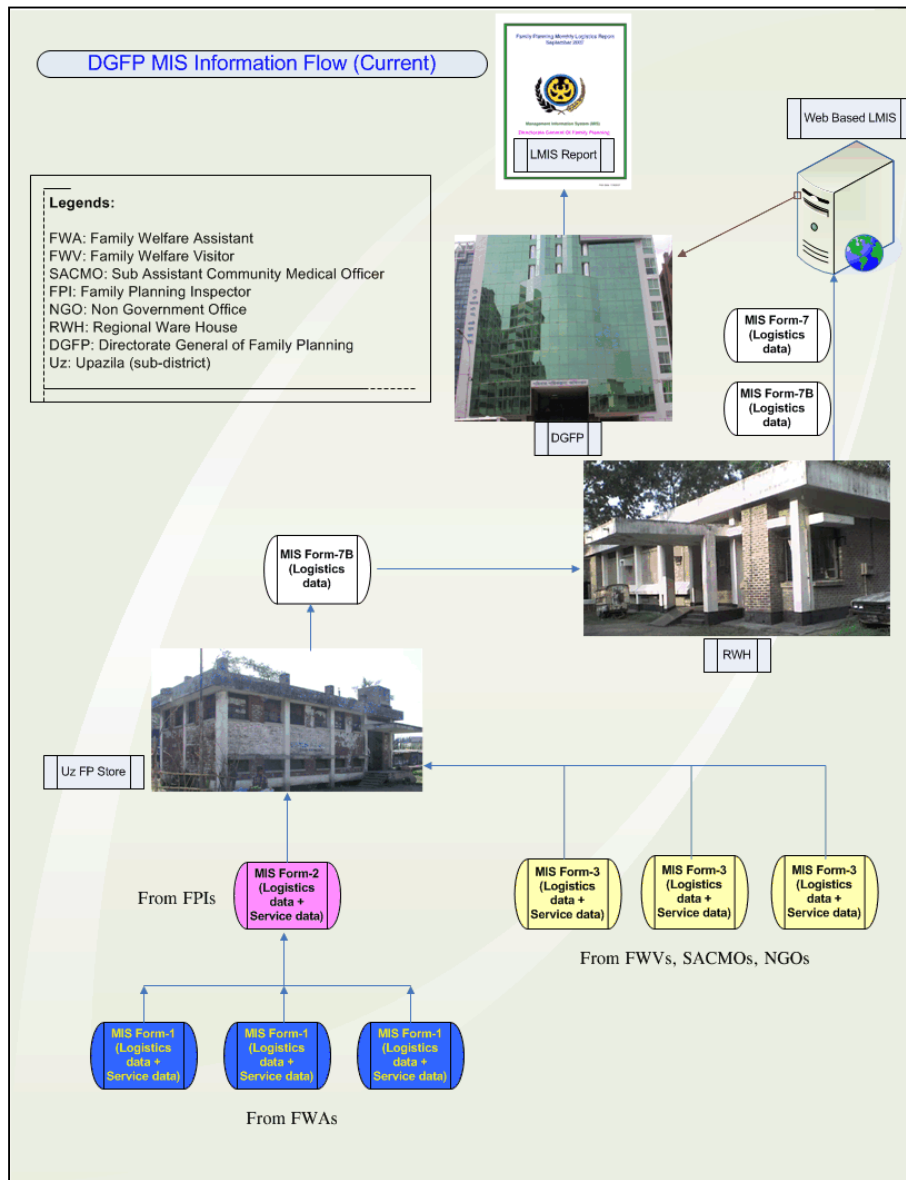 Family Planning Monthly Logistics Report
September 2007
DGFP MIS Information Flow (Current)
Management Information System (MIS)
Directorate General Of Family Planning
LMIS Report
Web Based LMIS
Legends:
FWA: Family Welfare Assistant
FWV: Family Welfare Visitor
SACMO: Sub Assistant Community Medical Officer
FPI: Family Planning Inspector
NGO: Non Government Office
RWH: Regional Ware House
DGFP: Directorate General of Family Planning
Uz: Upazila (sub-district)
MIS Form-7
(Logistics
data)
MIS Form-7B
(Logistics
data)
DGFP
MIS Form-7B
(Logistics
data)
RWH
Uz FP Store
From FPIs
MIS Form-2
(Logistics
data +
Service data)
MIS Form-3
(Logistics
data +
Service data)
MIS Form-3
(Logistics
data +
Service data)
MIS Form-3
(Logistics
data +
Service data)
From FWVs, SACMOs, NGOs
MIS Form-1
(Logistics
data +
Service data)
MIS Form-1
(Logistics
data +
Service data)
MIS Form-1
(Logistics
data +
Service data)
From FWAs